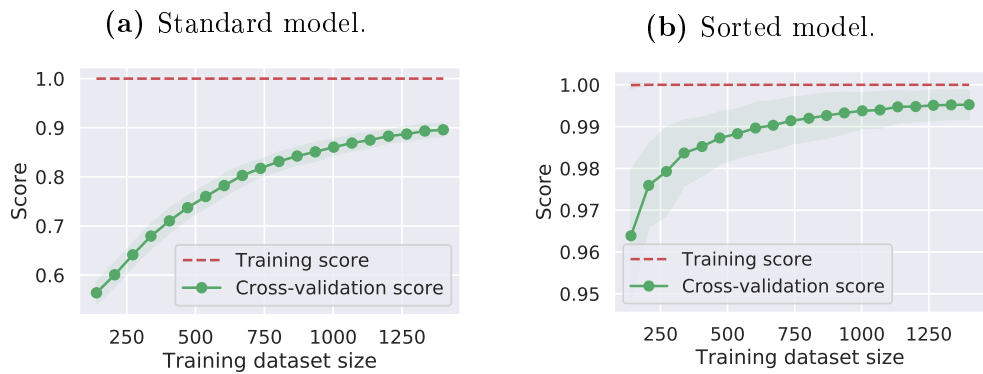 (a) Standard model.
1.0
0.9
0.8
0.7
0.6
Score
Training score
Cross-validation score
250 500 750 1000 1250
Training dataset size
(b) Sorted model.
1.00
0.99
0.98
0.97
0.96
0.95
Score
Training score
Cross-validation score
250 500 750 1000 1250
Training dataset size